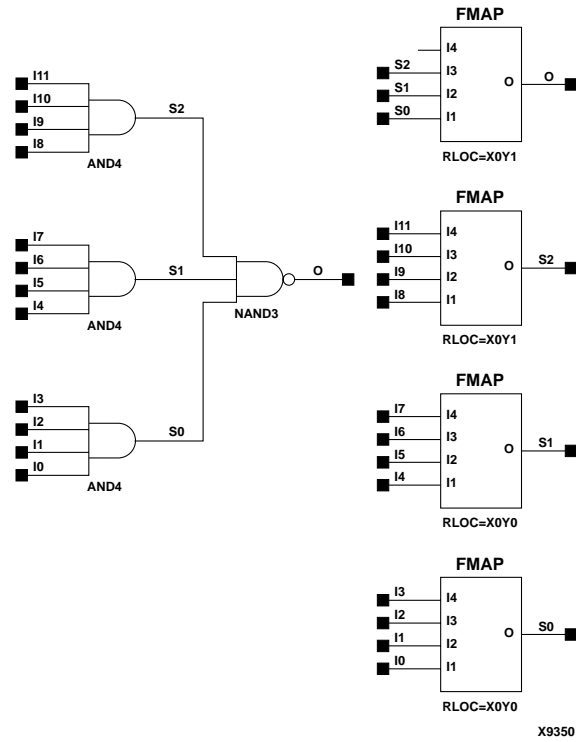 I11
I10
I9
I8
AND4
S2
I7
I6
I5
I4
AND4
S1
I3
I2
I1
I0
AND4
S0
NAND3
O
FMAP
S2
S1
S0
I4
I3
I2
I1
O
O
RLOC=X0Y1
FMAP
I11
I10
I9
I8
I4
I3
I2
I1
O
S2
RLOC=X0Y1
FMAP
I7
I6
I5
I4
I4
I3
I2
I1
O
S1
RLOC=X0Y0
FMAP
I3
I2
I1
I0
I4
I3
I2
I1
O
S0
RLOC=X0Y0
X9350